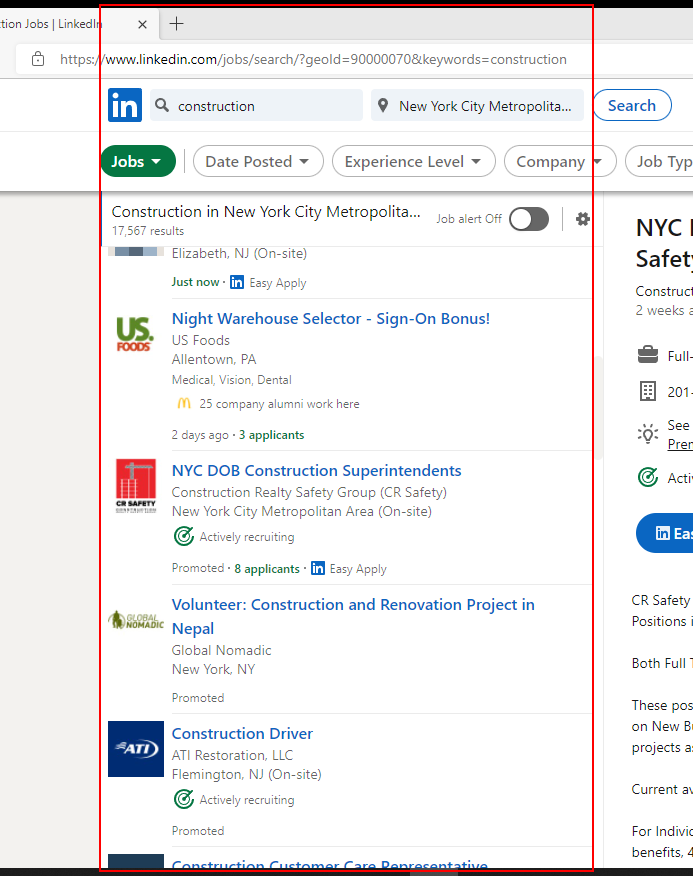 ction Jobs | LinkedIn
https://www.linkedin.com/jobs/search/?geoId=90000070&keywords=construction
in
construction
New York City Metropolita...
Search
Jobs
Date Posted
Experience Level
Company
Job Typ
Construction in New York City Metropolita...
17,567 results
Job alert Off
Elizabeth, NJ (On-site)
Just now · in Easy Apply
US.
FOODS
Night Warehouse Selector - Sign-On Bonus!
US Foods
Allentown, PA
Medical, Vision, Dental
25 company alumni work here
2 days ago · 3 applicants
CR SAFETY
NYC DOB Construction Superintendents
Construction Realty Safety Group (CR Safety)
New York City Metropolitan Area (On-site)
Actively recruiting
Promoted · 8 applicants · in Easy Apply
GLOBAL
NOMADIC
Volunteer: Construction and Renovation Project in
Nepal
Global Nomadic
New York, NY
Promoted
ATI
Construction Driver
ATI Restoration, LLC
Flemington, NJ (On-site)
Actively recruiting
Promoted
Construction Customer Care Representative
NYC
Safety
Construct
2 weeks a
Full-
201-
See
Pren
Activ
in Eas
CR Safety
Positions i
Both Full T
These pos
on New Bu
projects as
Current av
For Individ
benefits, 4